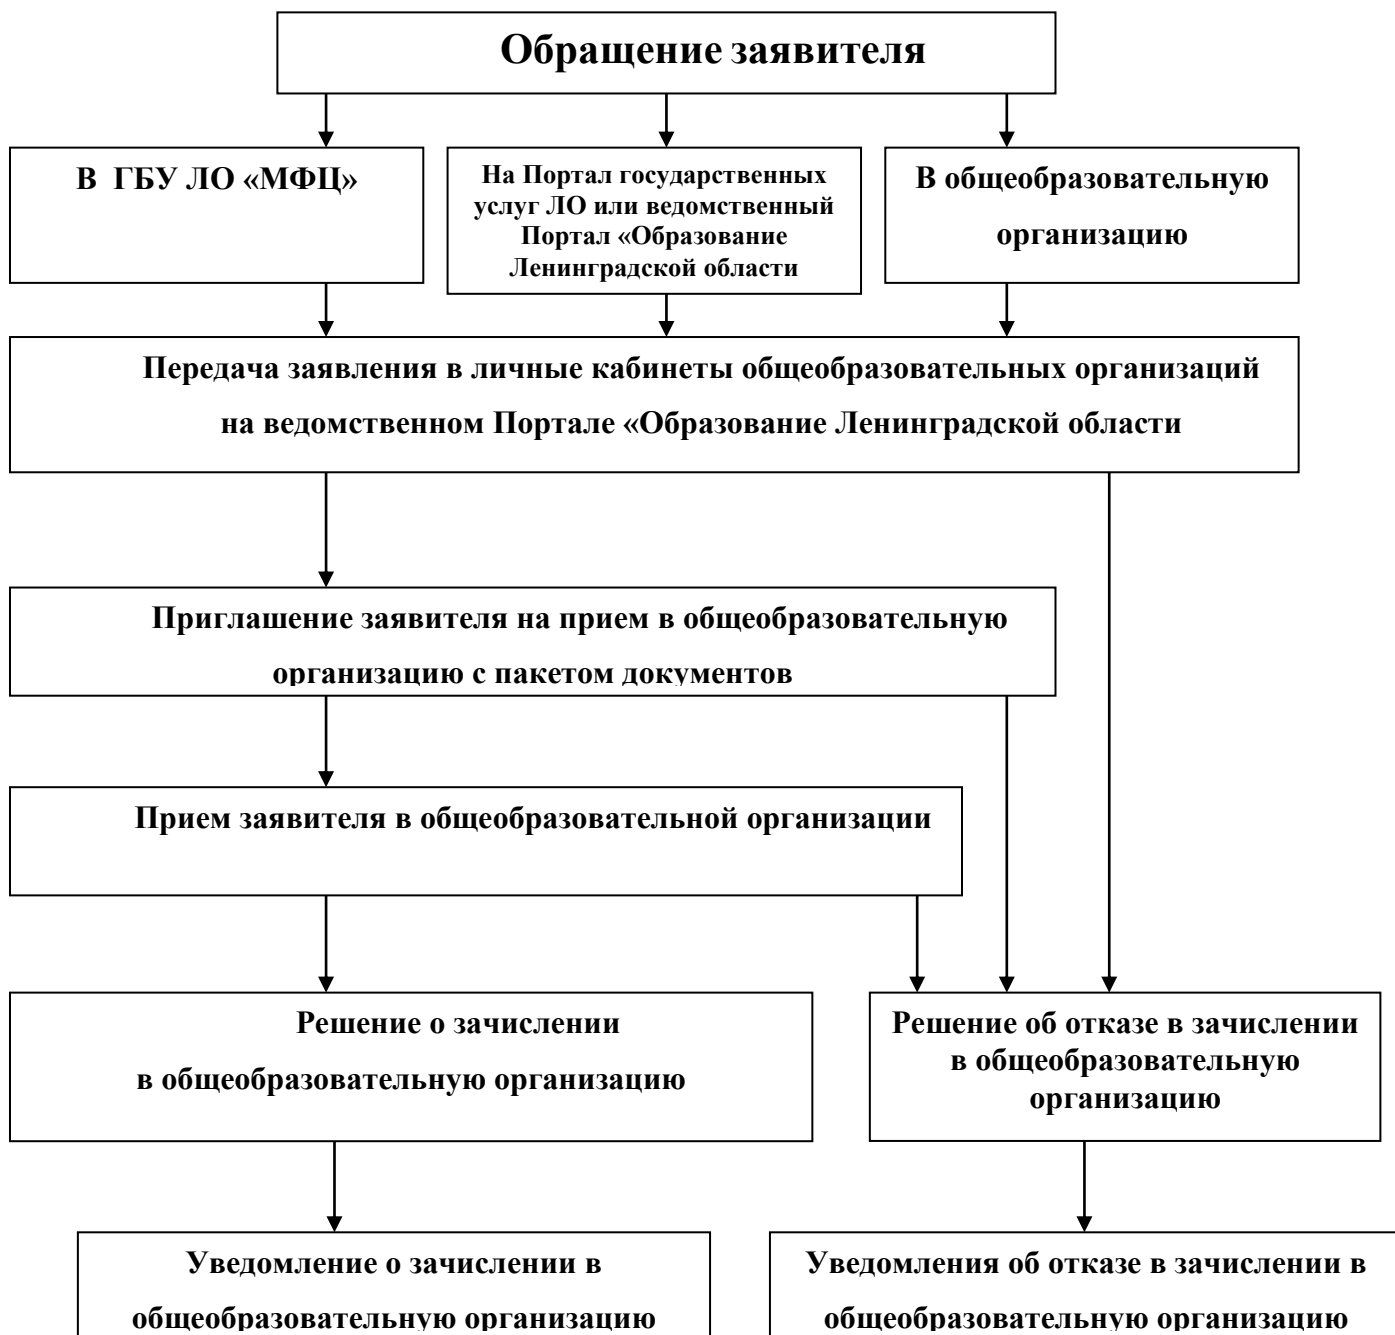 Обращение заявителя
В ГБУ ЛО «МФЦ»
На Портал государственных
услуг ЛО или ведомственный
Портал «Образование
Ленинградской области
В общеобразовательную
организацию
Передача заявления в личные кабинеты общеобразовательных организаций
на ведомственном Портале «Образование Ленинградской области
Приглашение заявителя на прием в общеобразовательную
организацию с пакетом документов
Прием заявителя в общеобразовательной организации
Решение о зачислении
в общеобразовательную организацию
Решение об отказе в зачислении
в общеобразовательную
организацию
Уведомление о зачислении в
общеобразовательную организацию
Уведомления об отказе в зачислении в
общеобразовательную организацию